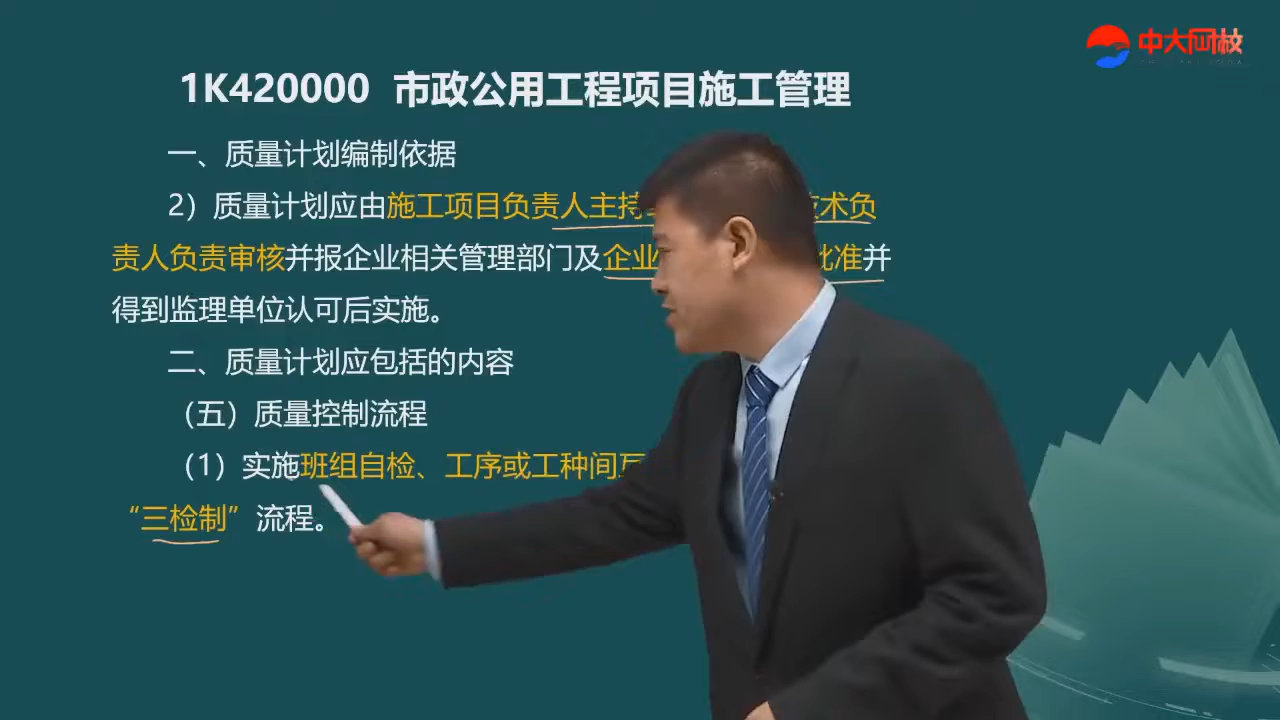 中大网校
1K420000 市政公用工程项目施工管理
一、质量计划编制依据
2）质量计划应由施工项目负责人主持 术负
责人负责审核并报企业相关管理部门及企业 批准并
得到监理单位认可后实施。
二、质量计划应包括的内容
（五）质量控制流程
（1）实施班组自检、工序或工种间互
“三检制”流程。